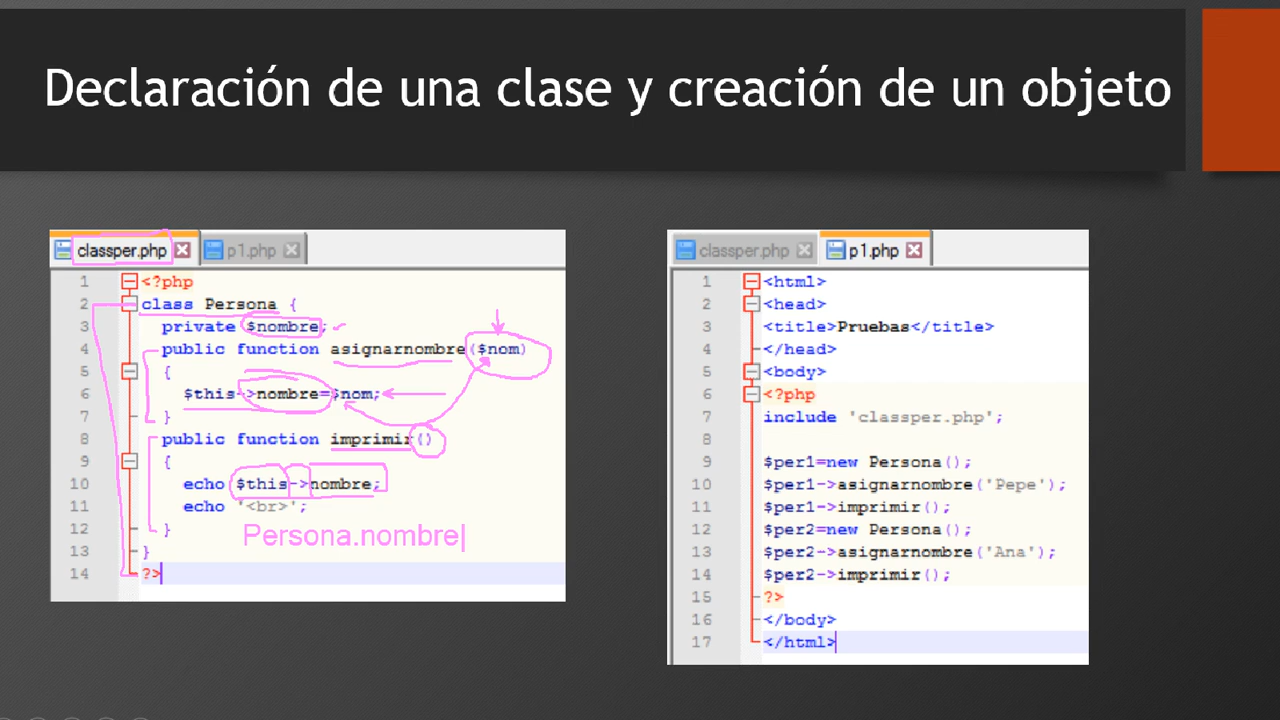 Declaración de una clase y creación de un objeto
classper.php p1.php
1 <?php
2 class Persona {
3 private $nombre;
4 public function asignarnombre($nom)
5 {
6 $this->nombre=$nom;
7 }
8 public function imprimir()
9 {
10 echo $this->nombre;
11 echo '<br>';
12 }
Persona.nombre
13 }
14 ?>
classper.php p1.php
1 <html>
2 <head>
3 <title>Pruebas</title>
4 </head>
5 <body>
6 <?php
7 include 'classper.php';
8
9 $per1=new Persona();
10 $per1->asignarnombre('Pepe');
11 $per1->imprimir();
12 $per2=new Persona();
13 $per2->asignarnombre('Ana');
14 $per2->imprimir();
15 ?>
16 </body>
17 </html>